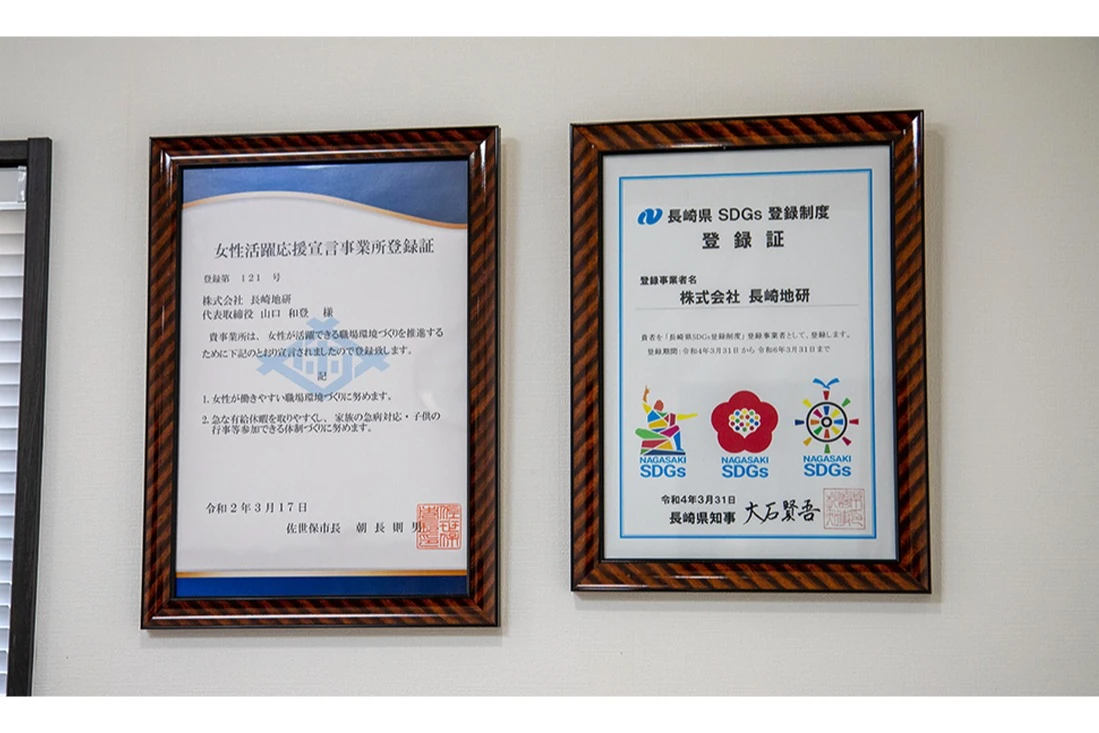 女性活躍応援宣言事業所登録証
登録第 121 号
株式会社 長崎地研
代表取締役 山口 和登 様
貴事業所は、女性が活躍できる職場環境づくりを推進する
ために下記のとおり宣言されましたので登録致します。
記
1. 女性が働きやすい職場環境づくりに努めます。
2. 急な有給休暇を取りやすくし、家族の急病対応・子供の
行事等参加できる体制づくりに努めます。
令和2年3月17日
佐世保市長 朝長則男
長崎県 SDGs 登録制度
登録証
登録事業者名
株式会社 長崎地研
貴者を「長崎県SDGs登録制度」登録事業者として、登録します。
登録期間：令和4年3月31日から 令和6年3月31日まで
NAGASAKI
SDGs
NAGASAKI
SDGs
NAGASAKI
SDGs
令和4年3月31日
長崎県知事 大石賢吾